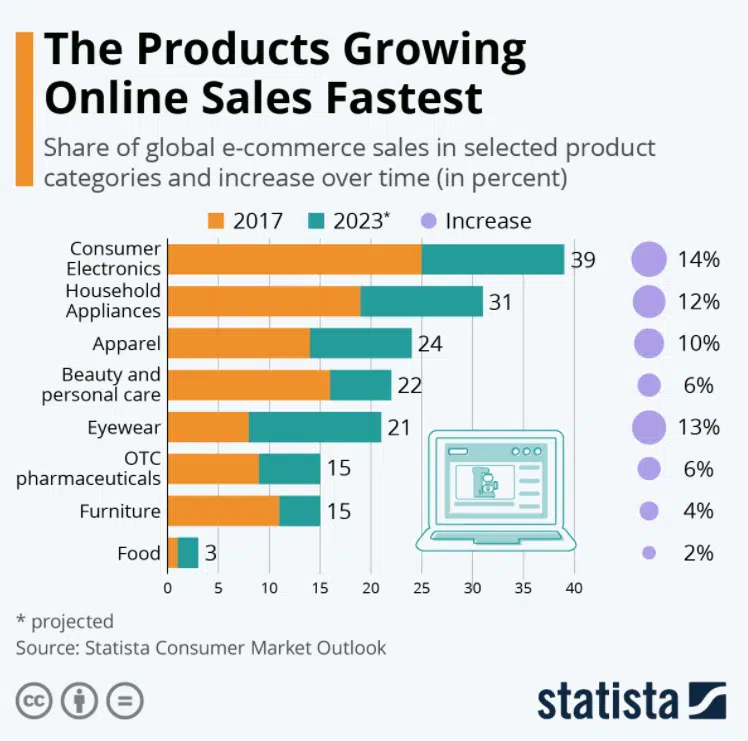 The Products Growing
Online Sales Fastest
Share of global e-commerce sales in selected product
categories and increase over time (in percent)
2017 2023* Increase
Consumer
Electronics 39 14%
Household
Appliances 31 12%
Apparel 24 10%
Beauty and
personal care 22 6%
Eyewear 21 13%
OTC
pharmaceuticals 15 6%
Furniture 15 4%
Food 3 2%
0 5 10 15 20 25 30 35 40
* projected
Source: Statista Consumer Market Outlook
cc
statista